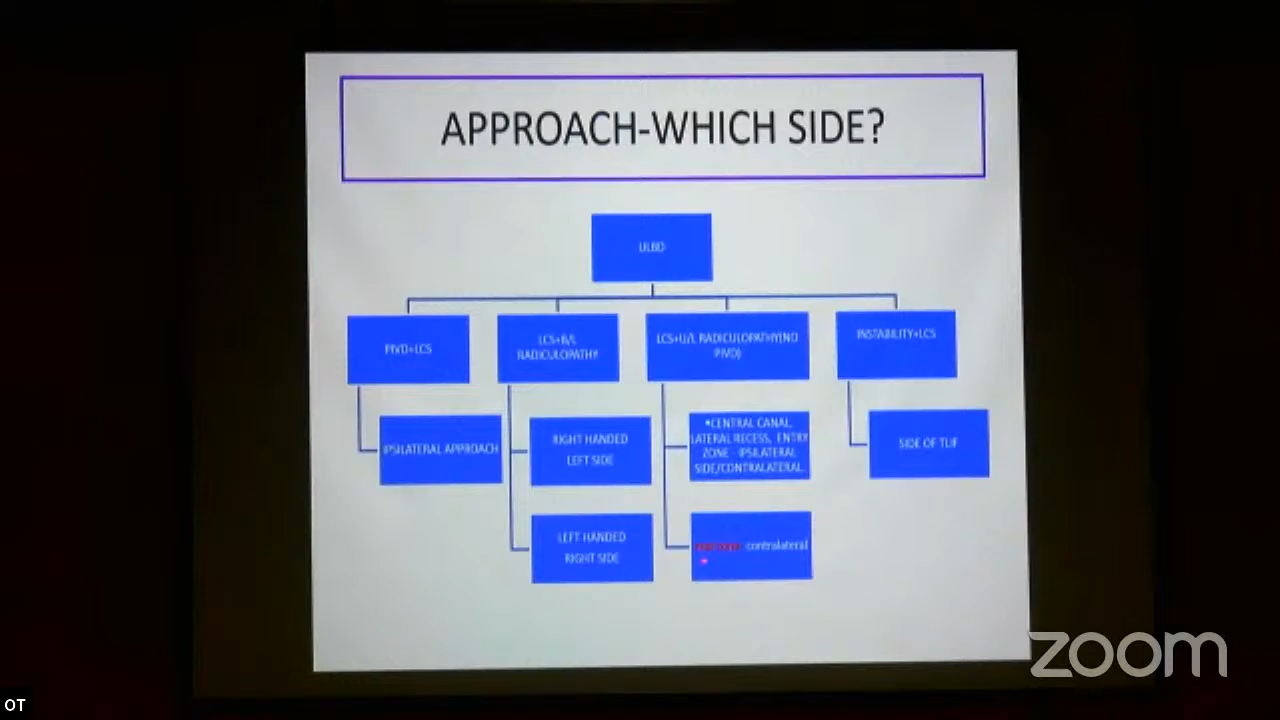 APPROACH-WHICH SIDE?
ULBD
PIVD+LCS
LCS+B/L
RADICULOPATHY
LCS+U/L RADICULOPATHY(NO
PIVD)
INSTABILITY+LCS
IPSILATERAL APPROACH
RIGHT HANDED
LEFT SIDE
•CENTRAL CANAL,
LATERAL RECESS, ENTRY
ZONE - IPSILATERAL
SIDE/CONTRALATERAL.
SIDE OF TLIF
LEFT HANDED
RIGHT SIDE
contralateral
zoom
OT